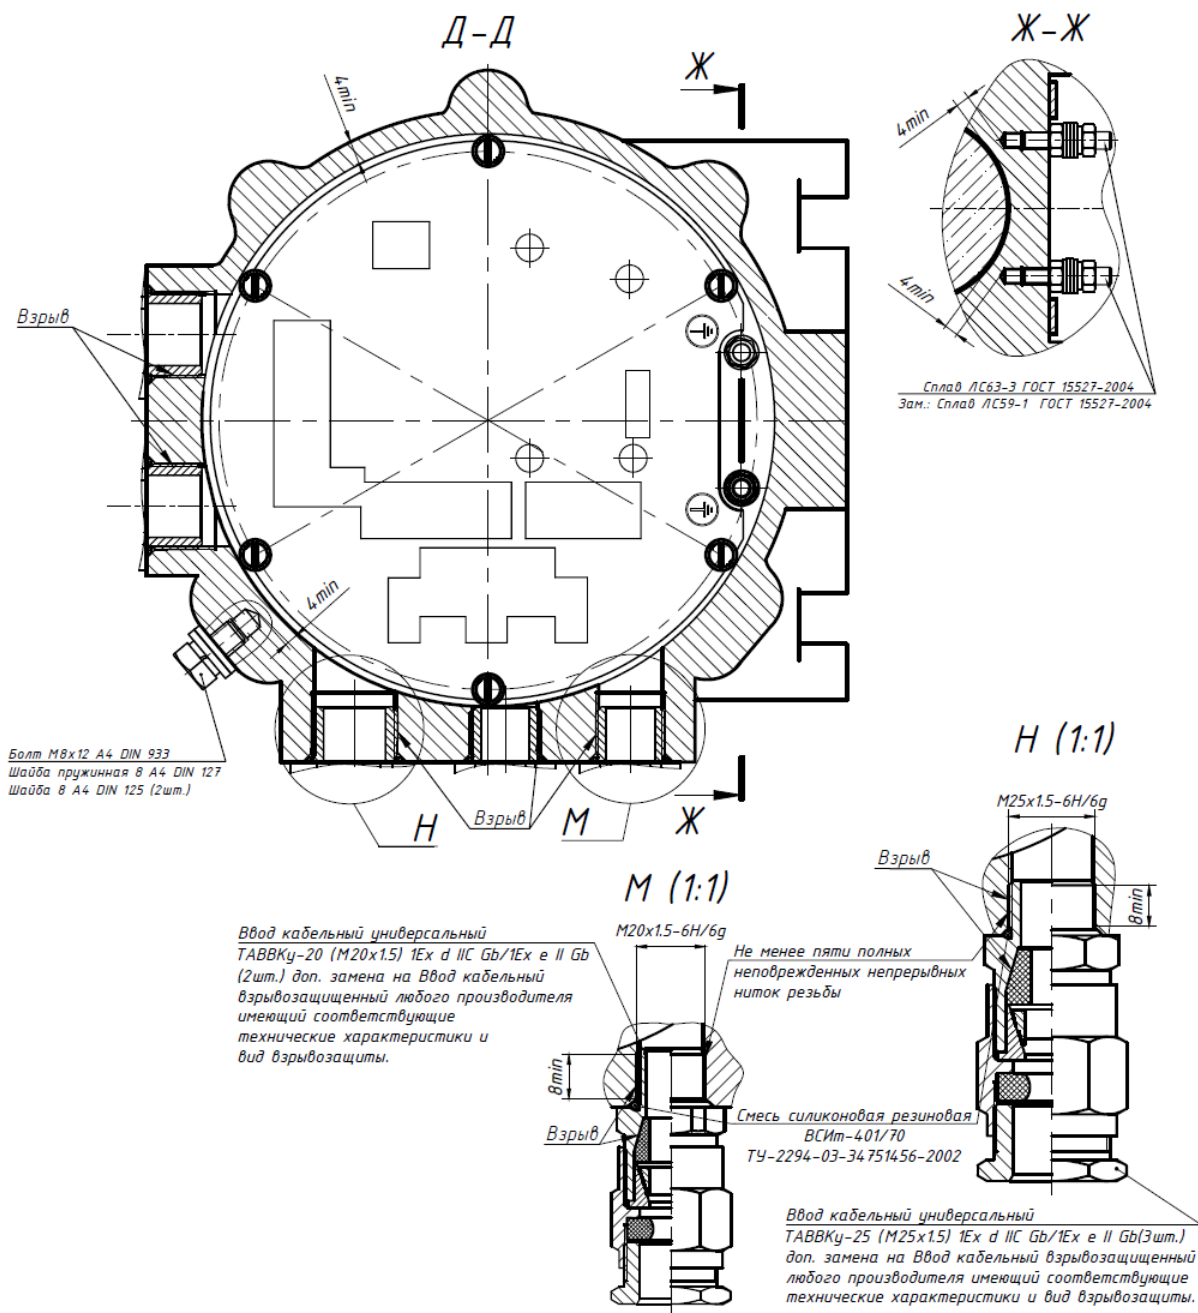 Д-Д
Ж-Ж
Ж
4min
4min
4min
Взрыв
Сплав ЛС63-3 ГОСТ 15527-2004
Зам.: Сплав ЛС59-1 ГОСТ 15527-2004
4min
Болт М8х12 А4 DIN 933
Шайба пружинная 8 А4 DIN 127
Шайба 8 А4 DIN 125 (2шт.)
Н
Взрыв
М
Ж
Н (1:1)
М25х1.5-6Н/6g
Взрыв
8min
М (1:1)
М20х1.5-6Н/6g
Ввод кабельный универсальный
ТАВВКу-20 (М20х1.5) 1Ex d IIC Gb/1Ex e II Gb
(2шт.) доп. замена на Ввод кабельный
взрывозащищенный любого производителя
имеющий соответствующие
технические характеристики и
вид взрывозащиты.
Не менее пяти полных
неповрежденных непрерывных
ниток резьбы
8min
Взрыв
Смесь силиконовая резиновая
ВСИт-401/70
ТУ-2294-03-34751456-2002
Ввод кабельный универсальный
ТАВВКу-25 (М25х1.5) 1Ex d IIC Gb/1Ex e II Gb(3шт.)
доп. замена на Ввод кабельный взрывозащищенный
любого производителя имеющий соответствующие
технические характеристики и вид взрывозащиты.